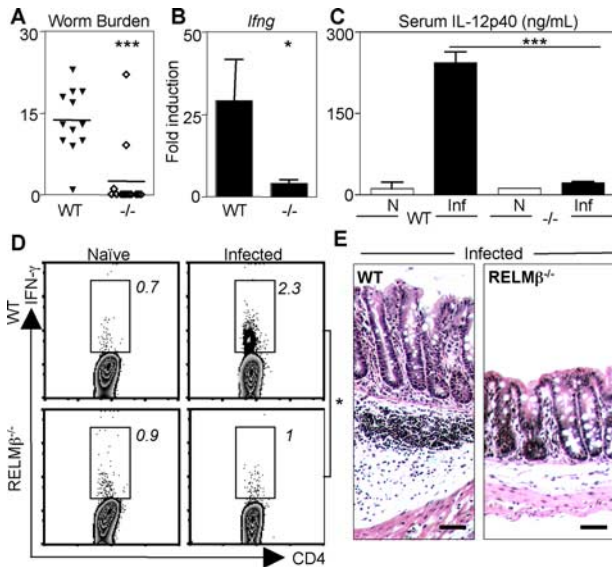 A
Worm Burden
30
15
0
***
WT
-/-
B
Ifng
Fold induction
50
25
0
*
WT
-/-
C
Serum IL-12p40 (ng/mL)
300
150
0
***
N
Inf
N
Inf
WT
-/-
D
Naïve
Infected
WT
IFN-γ
0.7
2.3
RELMβ-/-
0.9
1
*
CD4
E
Infected
WT
RELMβ-/-